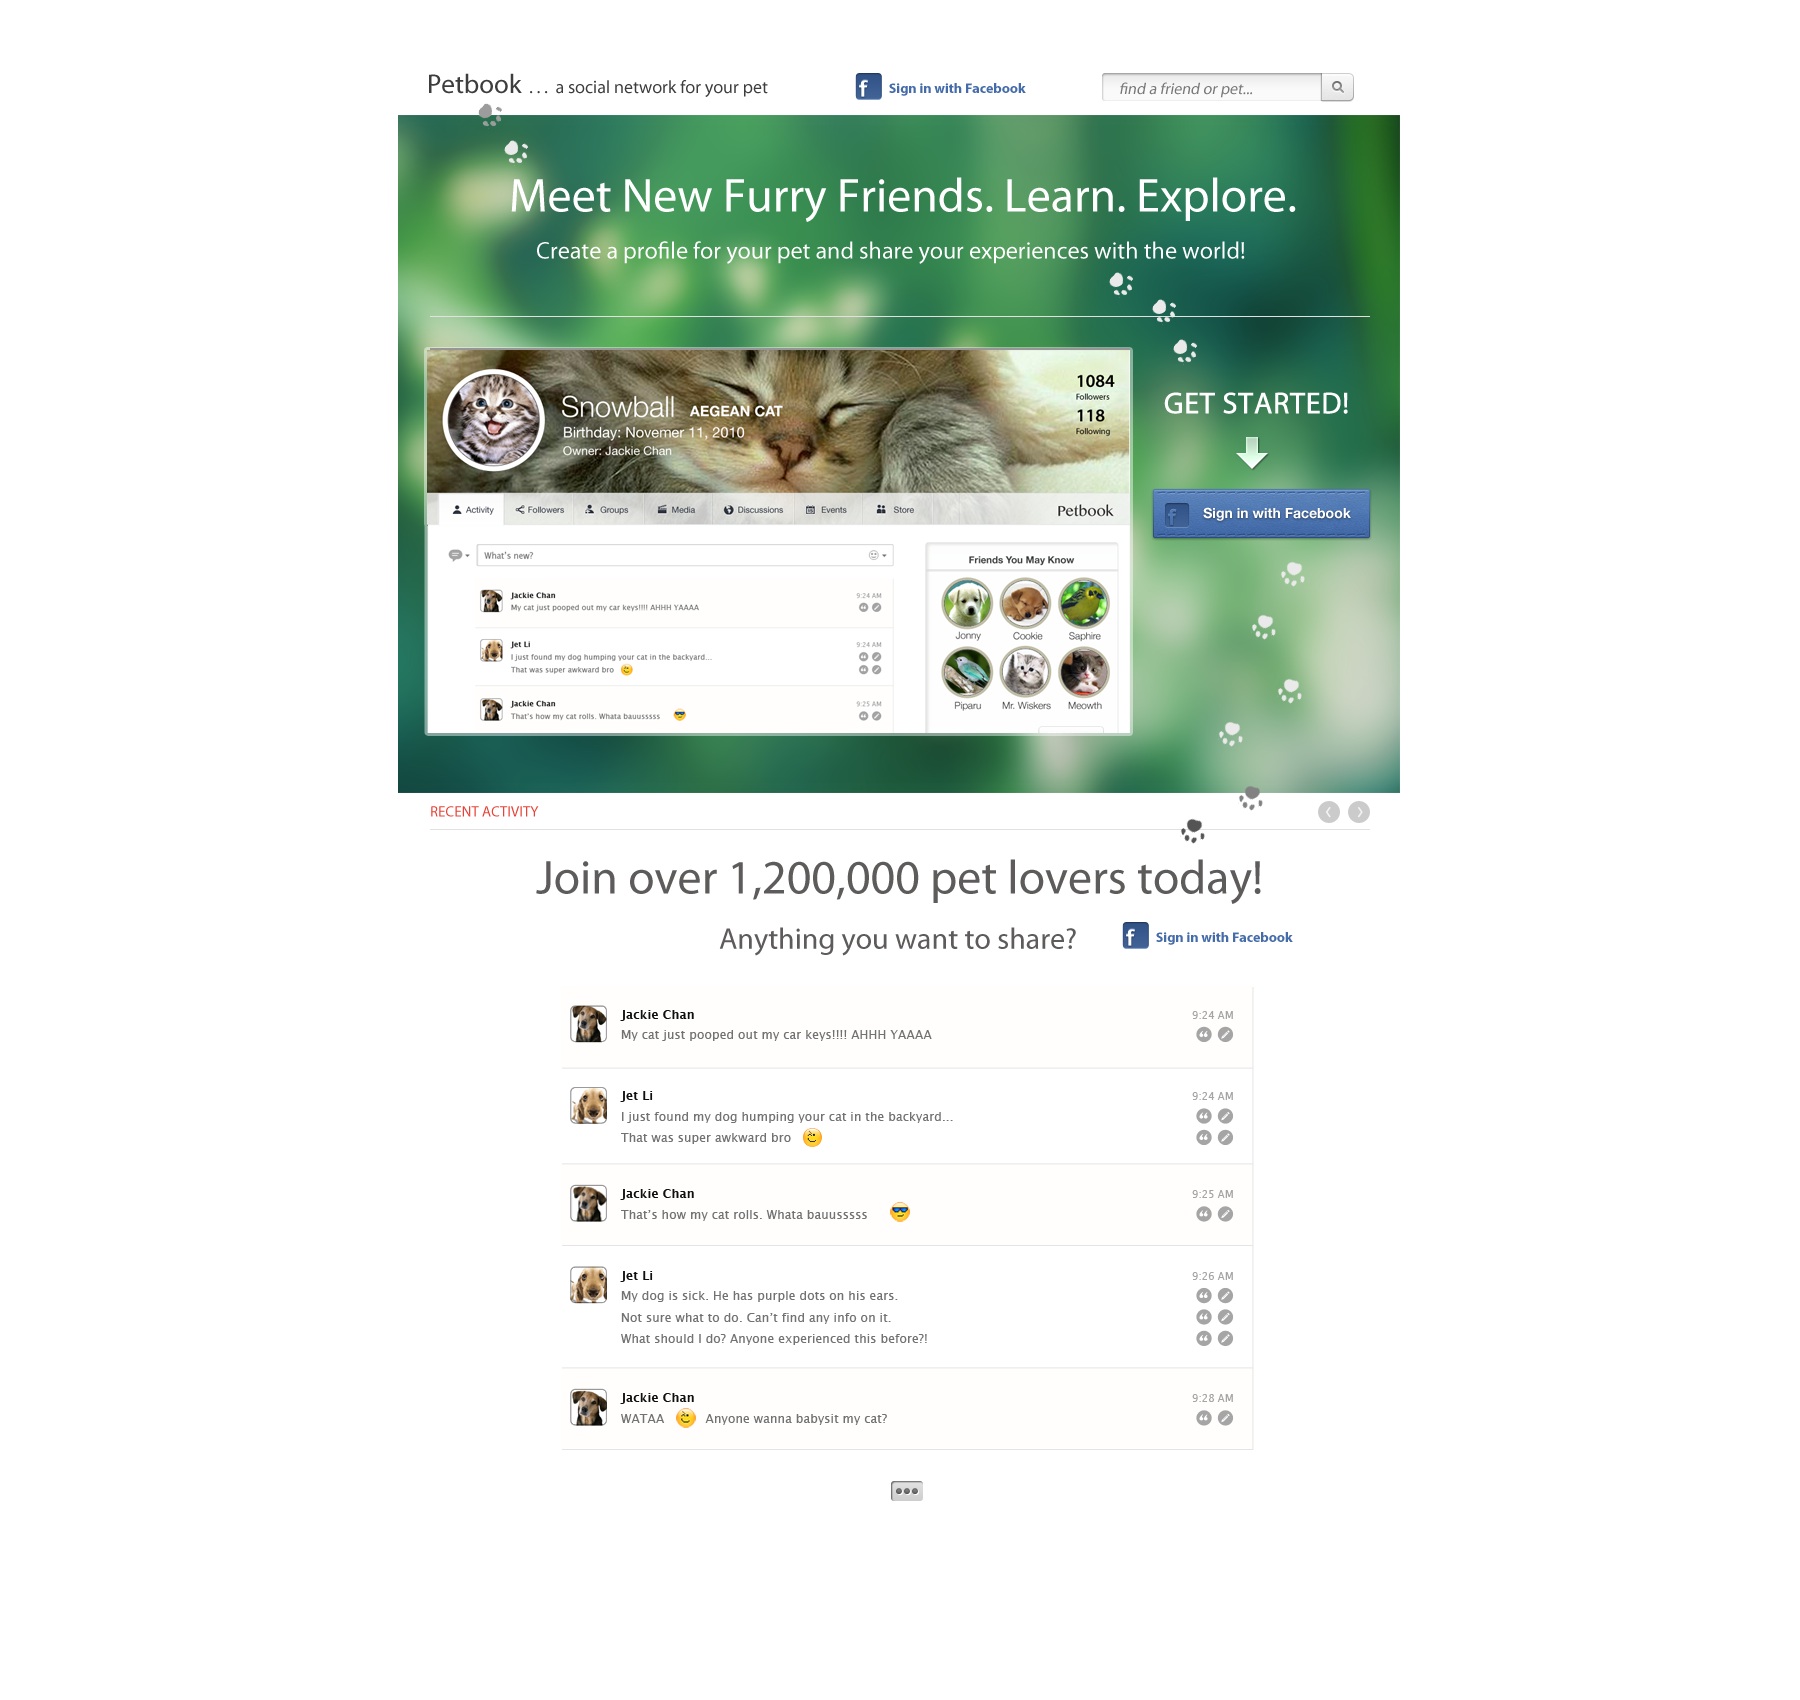 Petbook ... a social network for your pet
f Sign in with Facebook
find a friend or pet...
Meet New Furry Friends. Learn. Explore.
Create a profile for your pet and share your experiences with the world!
Snowball AEGEAN CAT
Birthday: Novemer 11, 2010
Owner: Jackie Chan
1084
Followers
118
Following
Activity Followers Groups Media Discussions Events Store Petbook
What's new?
Jackie Chan 9:24 AM
My cat just pooped out my car keys!!!! AHHH YAAAA
Jet Li 9:24 AM
I just found my dog humping your cat in the backyard...
That was super awkward bro
Jackie Chan 9:25 AM
That's how my cat rolls. Whata bauusssss
Friends You May Know
Jonny Cookie Saphire
Piparu Mr. Wiskers Meowth
GET STARTED!
f Sign in with Facebook
RECENT ACTIVITY
Join over 1,200,000 pet lovers today!
Anything you want to share?
f Sign in with Facebook
Jackie Chan 9:24 AM
My cat just pooped out my car keys!!!! AHHH YAAAA
Jet Li 9:24 AM
I just found my dog humping your cat in the backyard...
That was super awkward bro
Jackie Chan 9:25 AM
That's how my cat rolls. Whata bauusssss
Jet Li 9:26 AM
My dog is sick. He has purple dots on his ears.
Not sure what to do. Can't find any info on it.
What should I do? Anyone experienced this before?!
Jackie Chan 9:28 AM
WATAA Anyone wanna babysit my cat?